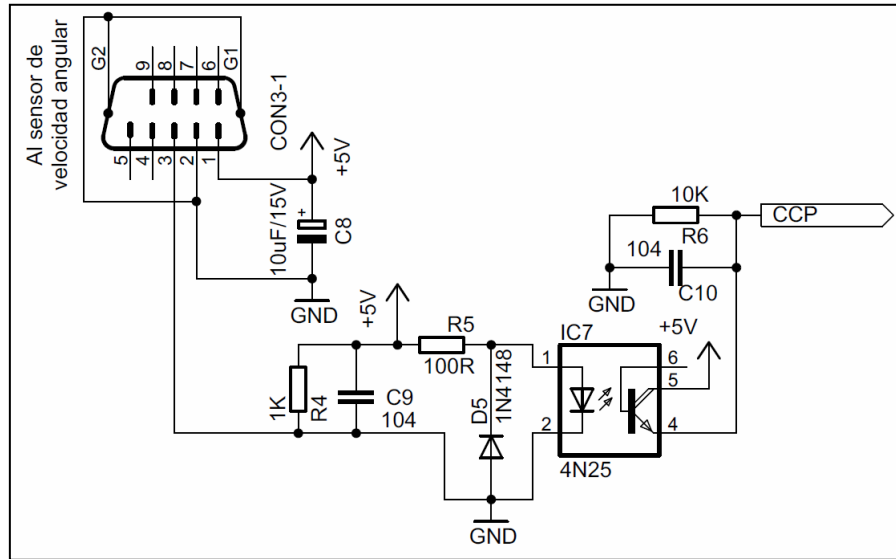 Al sensor de
velocidad angular
G2
9
8
7
6
G1
5
4
3
2
1
CON3-1
+5V
+
10uF/15V
C8
GND
10K
R6
CCP
104
C10
GND
+5V
+5V
R5
100R
1K
R4
C9
104
D5
1N4148
IC7
1
2
6
5
4
4N25
GND